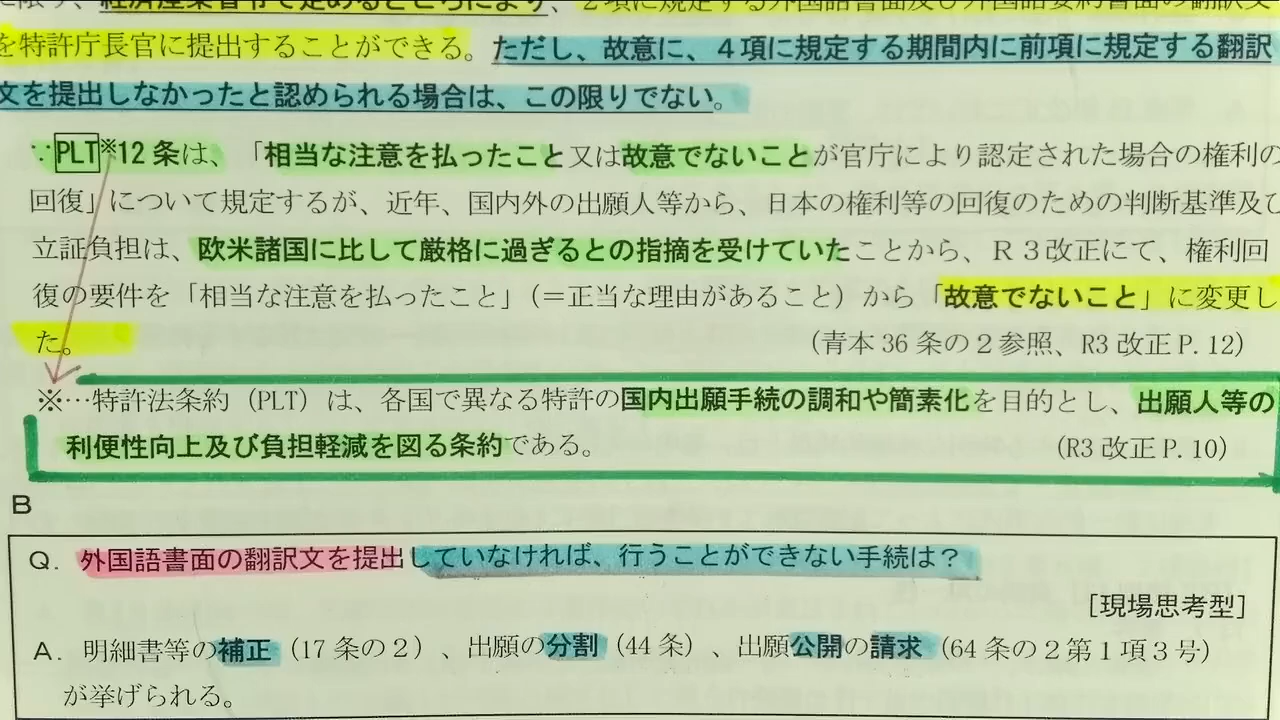 に限り、経済産業省令で定めるところにより、２項に規定する外国語書面及び外国語要約書面の翻訳文
を特許庁長官に提出することができる。ただし、故意に、４項に規定する期間内に前項に規定する翻訳
文を提出しなかったと認められる場合は、この限りでない。
∵PLT※12 条は、「相当な注意を払ったこと又は故意でないことが官庁により認定された場合の権利の
回復」について規定するが、近年、国内外の出願人等から、日本の権利等の回復のための判断基準及び
立証負担は、欧米諸国に比して厳格に過ぎるとの指摘を受けていたことから、Ｒ３改正にて、権利回
復の要件を「相当な注意を払ったこと」（＝正当な理由があること）から「故意でないこと」に変更し
た。 （青本 36 条の２参照、R3 改正 P. 12）
※…特許法条約（PLT）は、各国で異なる特許の国内出願手続の調和や簡素化を目的とし、出願人等の
利便性向上及び負担軽減を図る条約である。 （R3 改正 P. 10）
B
Q． 外国語書面の翻訳文を提出していなければ、行うことができない手続は？
［現場思考型］
A． 明細書等の補正（17 条の２）、出願の分割（44 条）、出願公開の請求（64 条の２第１項３号）
が挙げられる。